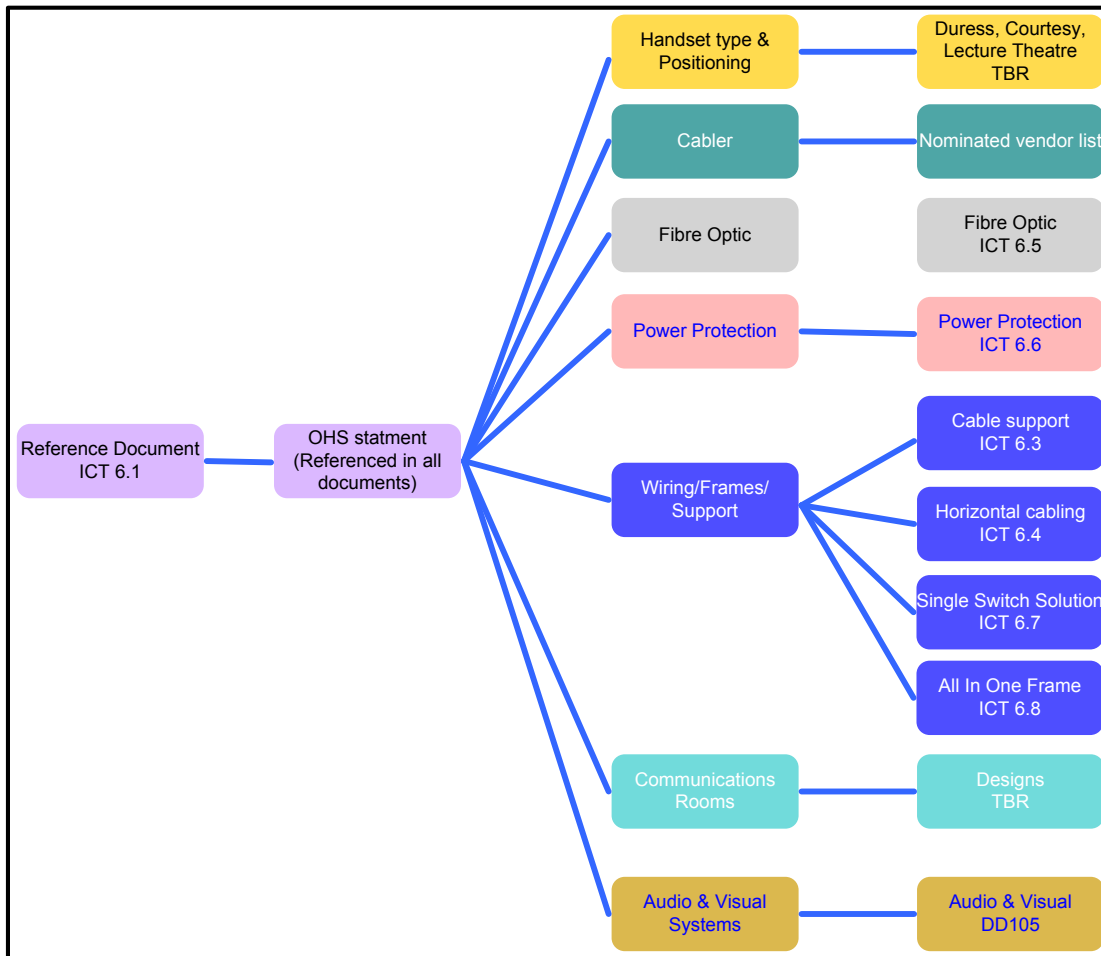 Reference Document
ICT 6.1
OHS statment
(Referenced in all
documents)
Handset type &
Positioning
Duress, Courtesy,
Lecture Theatre
TBR
Cabler
Nominated vendor list
Fibre Optic
Fibre Optic
ICT 6.5
Power Protection
Power Protection
ICT 6.6
Wiring/Frames/
Support
Cable support
ICT 6.3
Horizontal cabling
ICT 6.4
Single Switch Solution
ICT 6.7
All In One Frame
ICT 6.8
Communications
Rooms
Designs
TBR
Audio & Visual
Systems
Audio & Visual
DD105